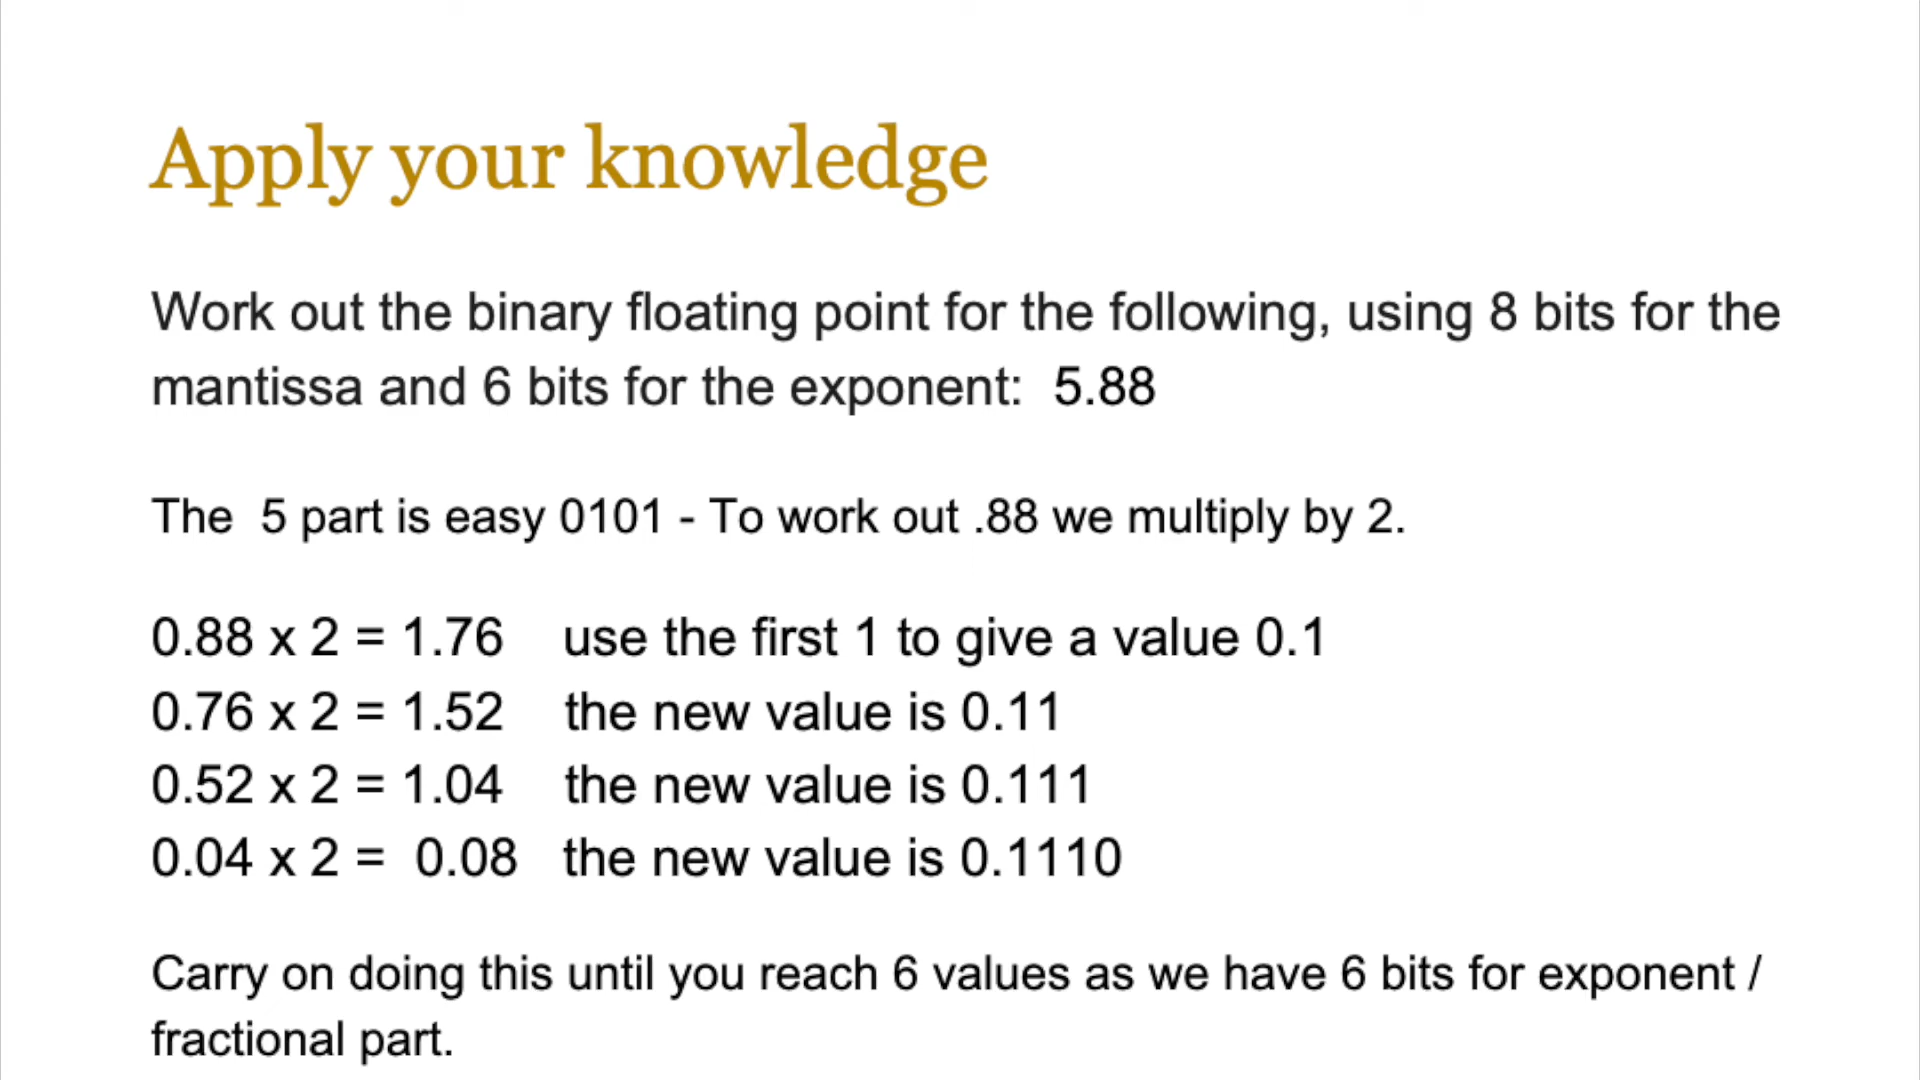 Apply your knowledge
Work out the binary floating point for the following, using 8 bits for the
mantissa and 6 bits for the exponent:  5.88
The  5 part is easy 0101 - To work out .88 we multiply by 2.
0.88 x 2 = 1.76    use the first 1 to give a value 0.1
0.76 x 2 = 1.52    the new value is 0.11
0.52 x 2 = 1.04    the new value is 0.111
0.04 x 2 =  0.08   the new value is 0.1110
Carry on doing this until you reach 6 values as we have 6 bits for exponent /
fractional part.